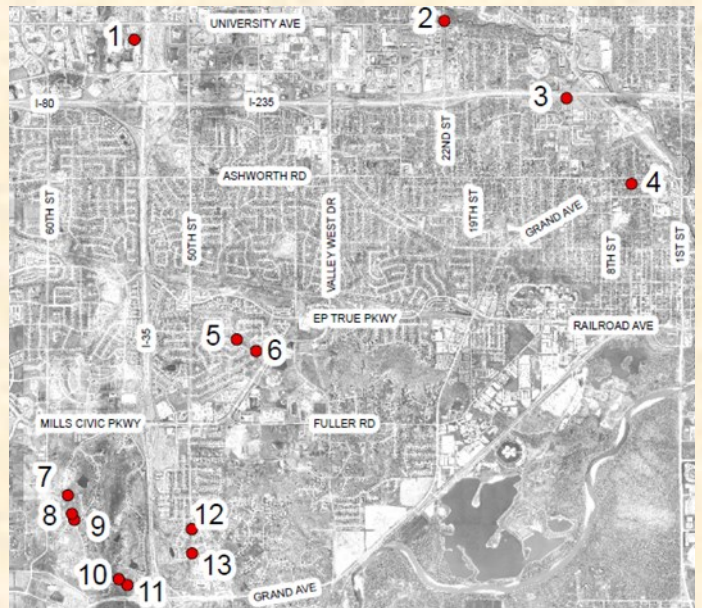 1
UNIVERSITY AVE
2
I-80
I-235
3
22ND ST
ASHWORTH RD
4
60TH ST
50TH ST
VALLEY WEST DR
19TH ST
GRAND AVE
8TH ST
1ST ST
I-35
EP TRUE PKWY
RAILROAD AVE
5
6
MILLS CIVIC PKWY
FULLER RD
7
8
9
12
13
10
11
GRAND AVE